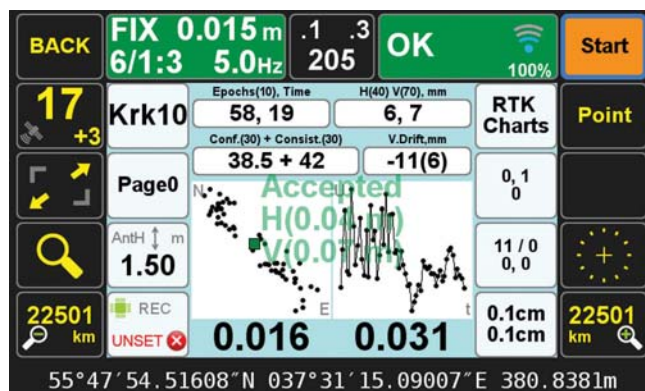 BACK
FIX 0.015 m
6/1:3 5.0Hz
.1 .3
205
OK
100%
Start
17
+3
Krk10
Epochs(10), Time
58, 19
H(40) V(70), mm
6, 7
RTK
Charts
Point
Conf.(30) + Consist.(30)
38.5 + 42
V.Drift,mm
-11(6)
Page0
0, 1
0
N
E
U
t
Accepted
H(0.04 m)
V(0.07 m)
AntH m
1.50
11 / 0
0, 0
22501
km
REC
UNSET
0.016
0.031
0.1cm
0.1cm
22501
km
55°47′54.51608″N 037°31′15.09007″E 380.8381m